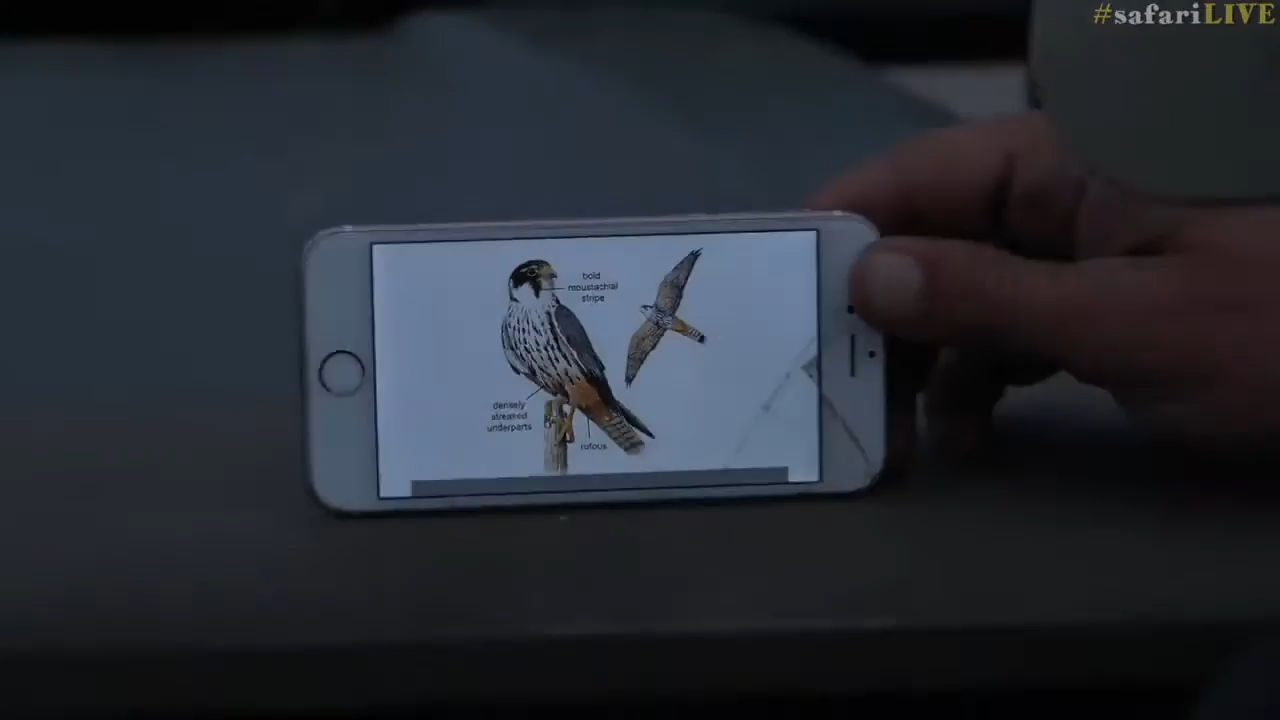 #safariLIVE
bold
moustachial
stripe
densely
streaked
underparts
rufous